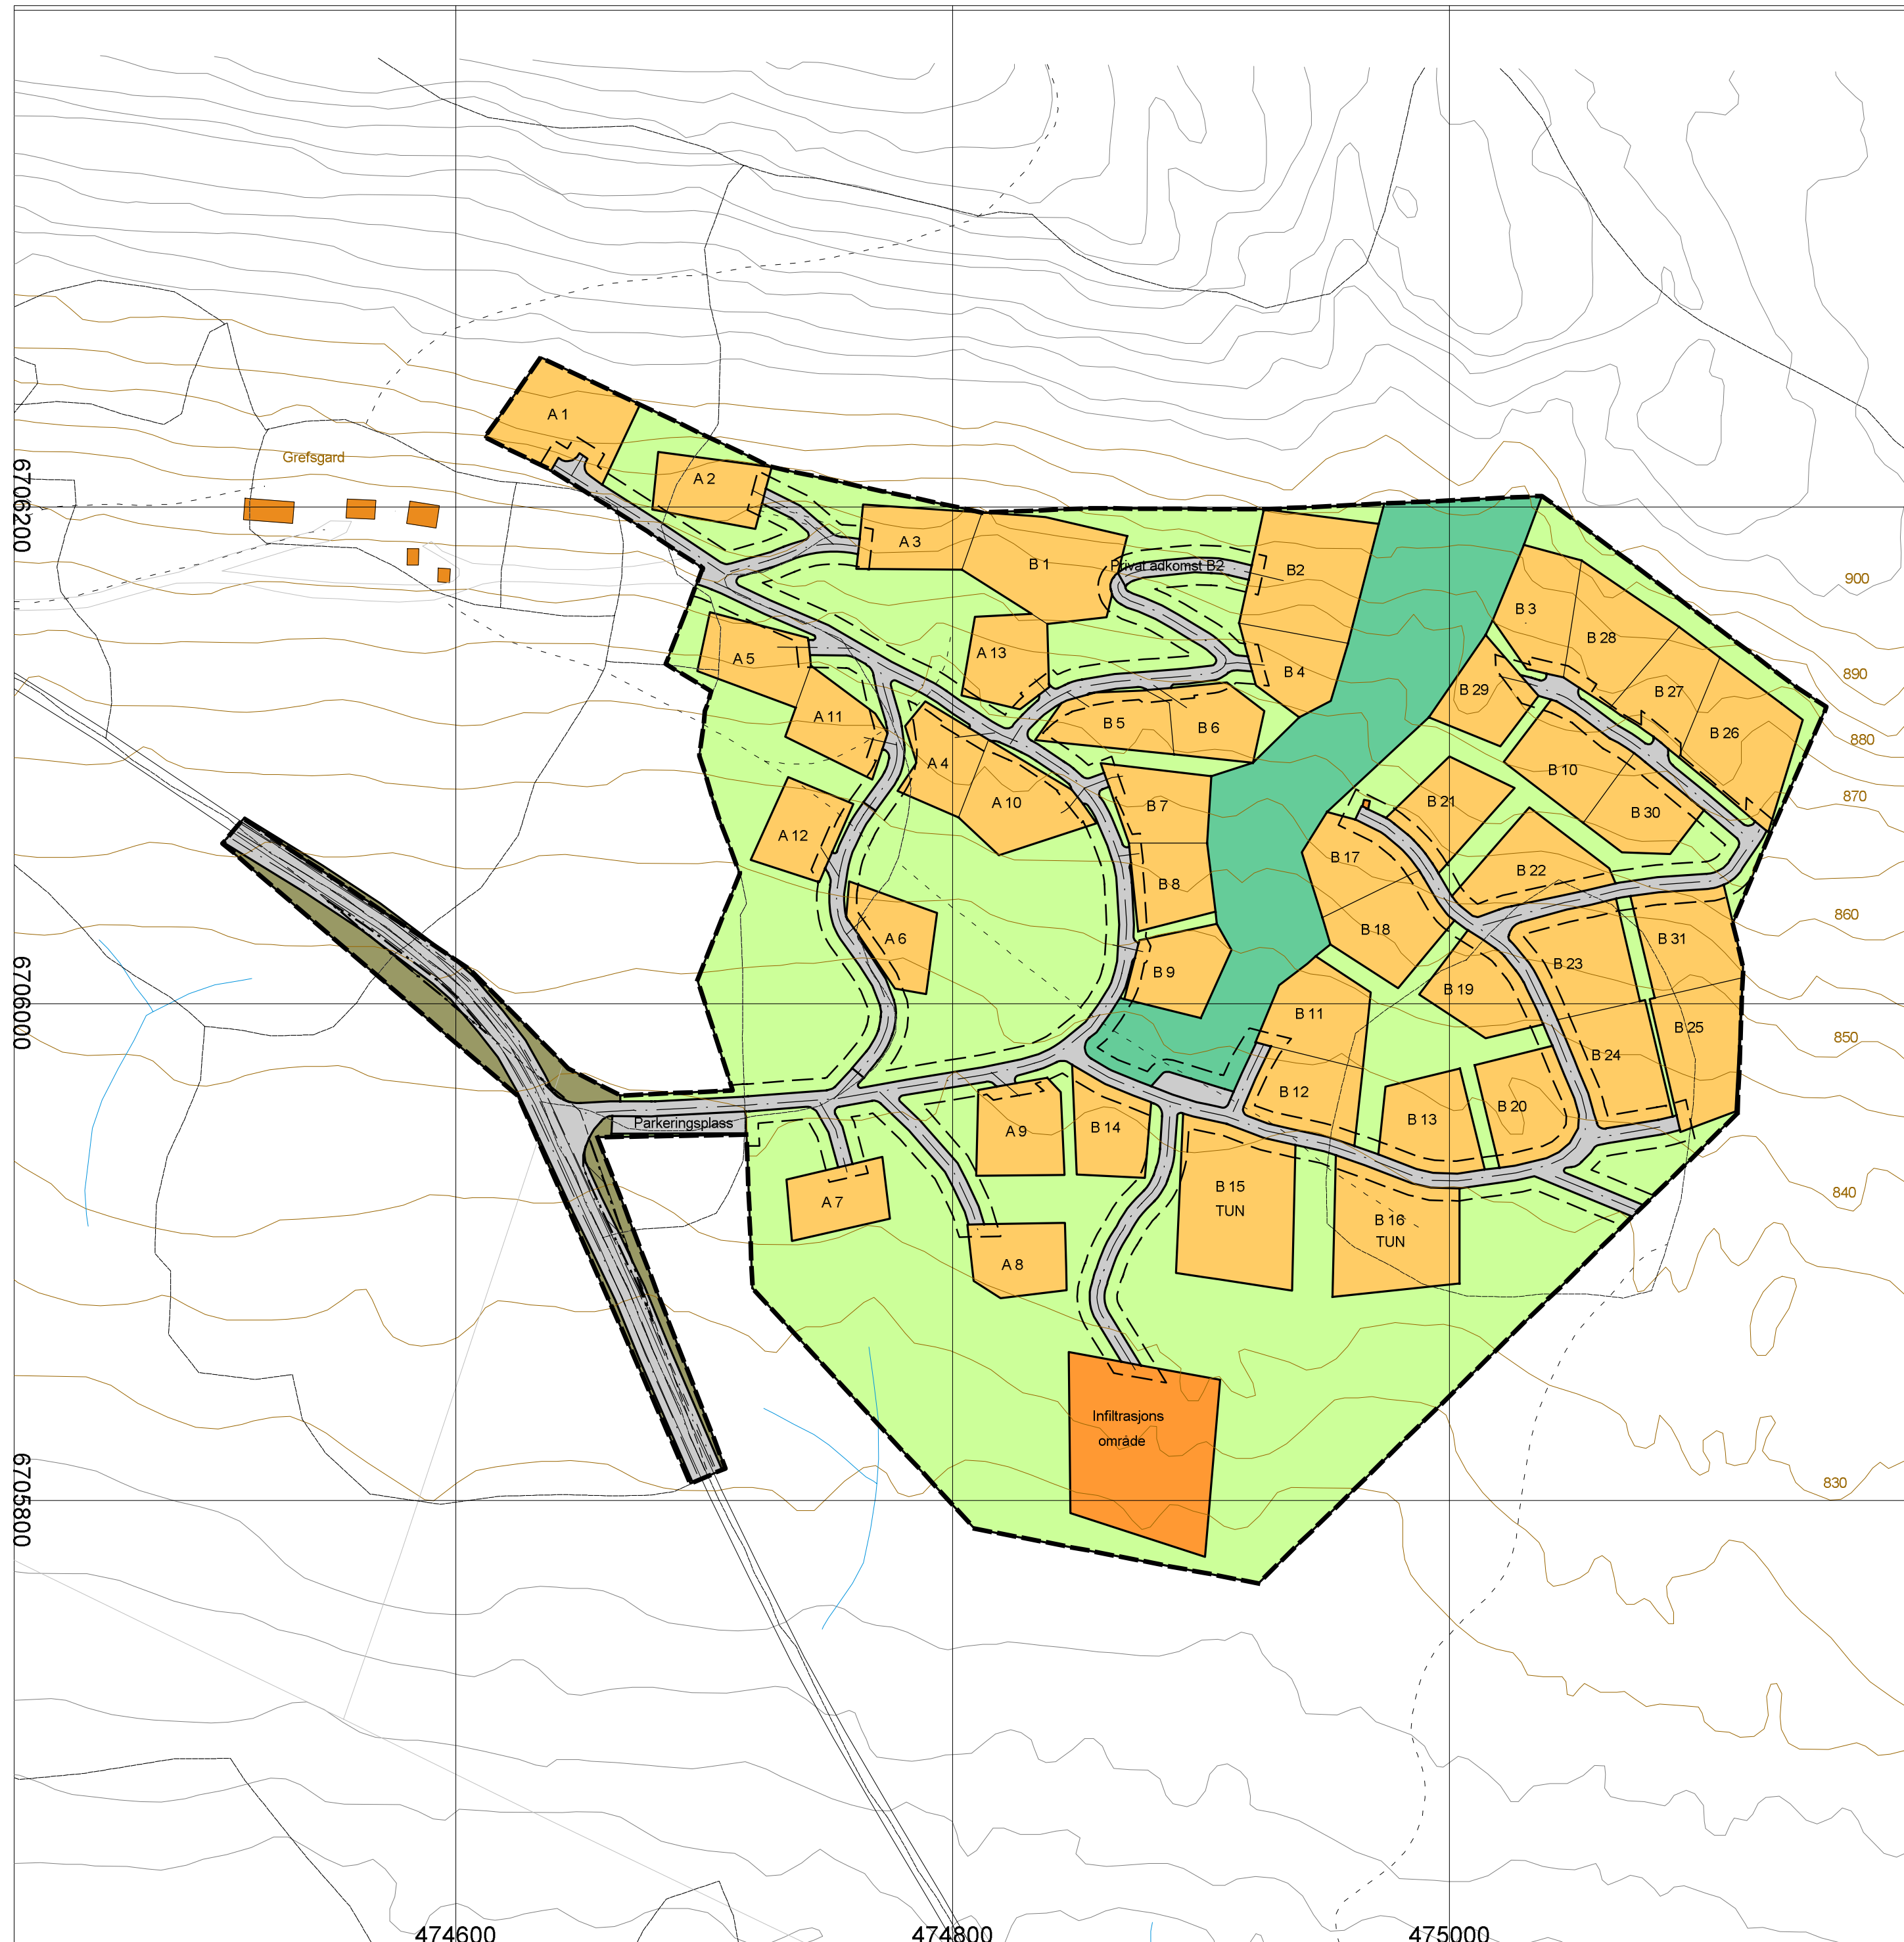 A 1
Grefsgard
A 2
6706200
A 3
B 1
Privat adkomst B2
B2
900
B 3
B 28
A 13
A 5
B 4
890
B 29
B 27
A 11
B 5
B 6
B 26
880
A 4
B 10
A 10
B 7
B 21
870
B 30
A 12
B 17
B 22
B 8
860
B 18
A 6
B 31
B 23
B 9
B 19
6706000
B 11
B 25
850
B 24
B 12
B 20
Parkeringsplass
A 9
B 14
B 13
A 7
B 15
TUN
840
B 16
TUN
A 8
Infiltrasjons
område
830
6705800
474600
474800
475000